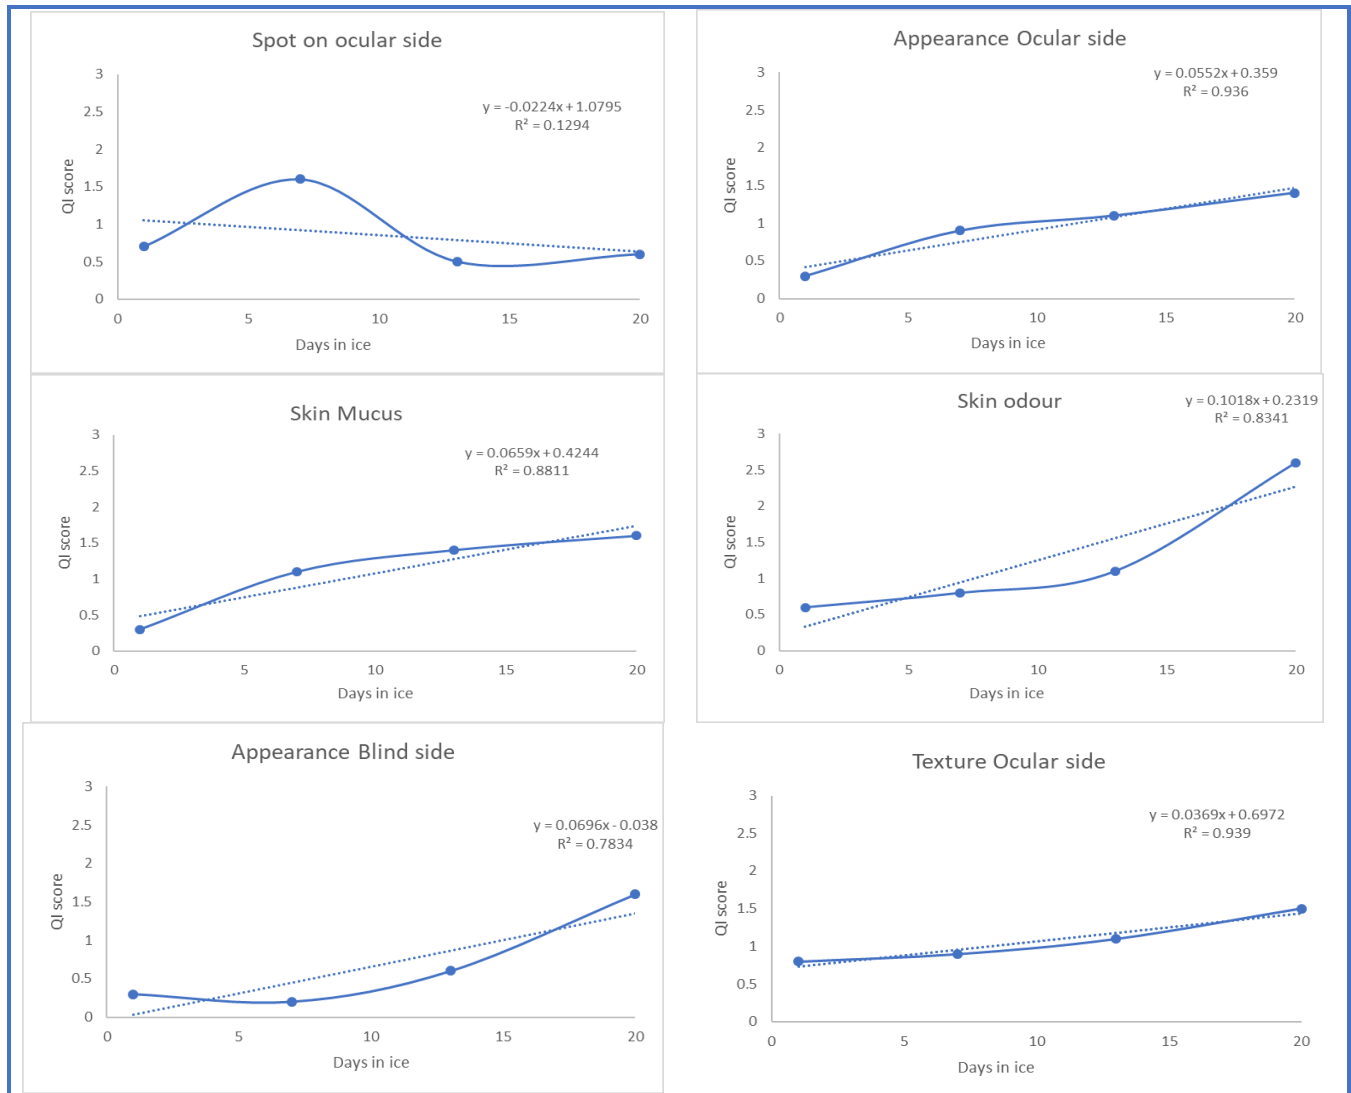 Spot on ocular side
y = -0.0224x + 1.0795
R² = 0.1294
3
2.5
2
1.5
1
0.5
0
QI score
0 5 10 15 20
Days in ice
Appearance Ocular side
y = 0.0552x + 0.359
R² = 0.936
3
2.5
2
1.5
1
0.5
0
QI score
0 5 10 15 20
Days in ice
Skin Mucus
y = 0.0659x + 0.4244
R² = 0.8811
3
2.5
2
1.5
1
0.5
0
QI score
0 5 10 15 20
Days in ice
Skin odour
y = 0.1018x + 0.2319
R² = 0.8341
3
2.5
2
1.5
1
0.5
0
QI score
0 5 10 15 20
Days in ice
Appearance Blind side
y = 0.0696x - 0.038
R² = 0.7834
3
2.5
2
1.5
1
0.5
0
QI score
0 5 10 15 20
Days in ice
Texture Ocular side
y = 0.0369x + 0.6972
R² = 0.939
3
2.5
2
1.5
1
0.5
0
QI score
0 5 10 15 20
Days in ice